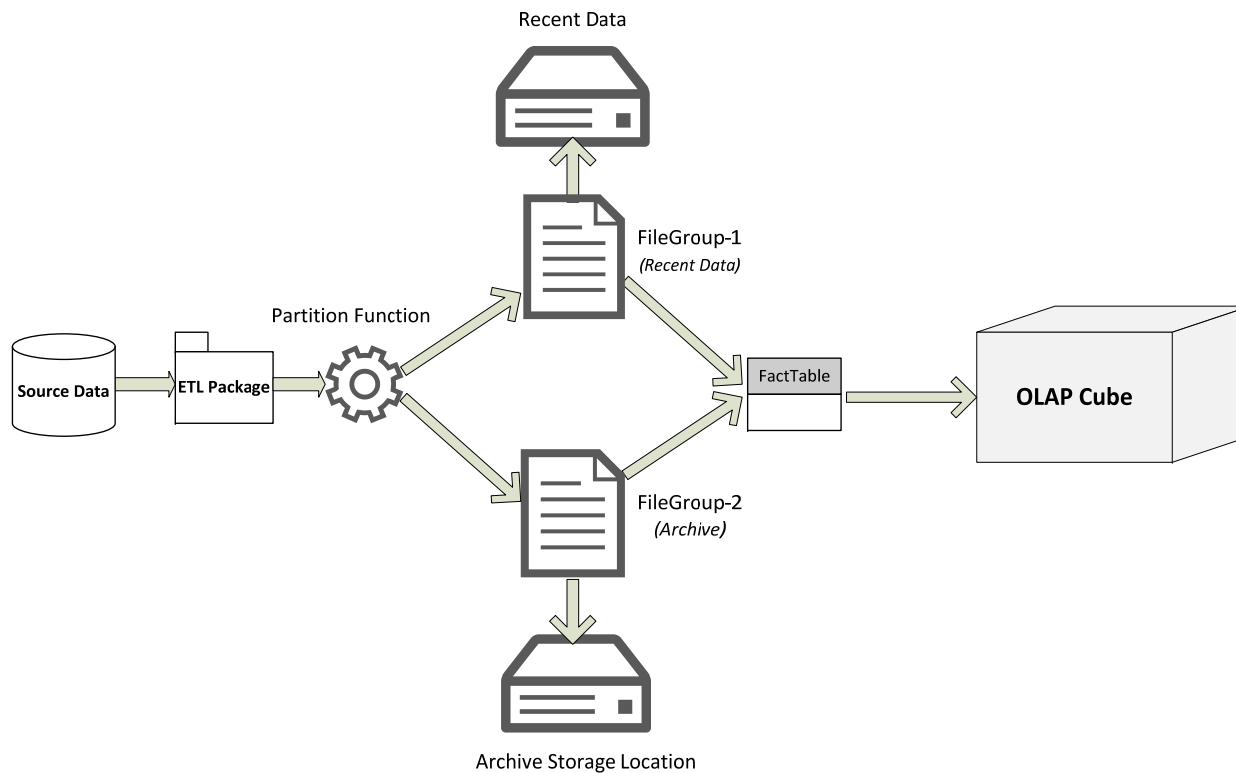 Recent Data
FileGroup-1
(Recent Data)
Partition Function
Source Data
ETL Package
FactTable
OLAP Cube
FileGroup-2
(Archive)
Archive Storage Location